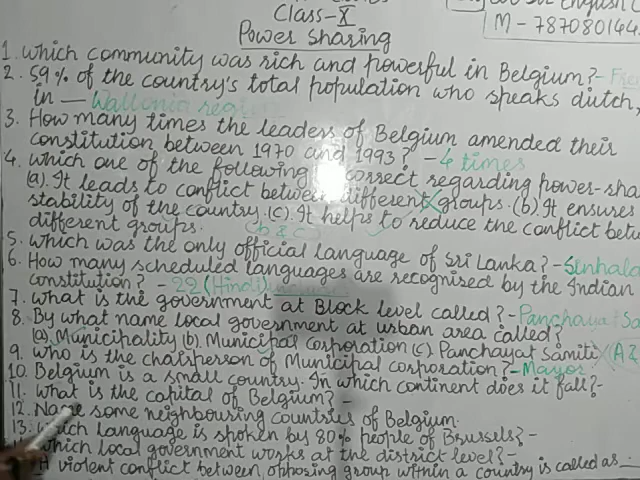 Class-X
English
Power Sharing
M - 787080144
1. Which community was rich and powerful in Belgium? -
2. 59% of the country's total population who speaks dutch,
in — Wallonia region
3. How many times the leaders of Belgium amended their
constitution between 1970 and 1993? - 4 times
4. Which one of the following is correct regarding power-sha
(a). It leads to conflict between different groups. (b) It ensures
stability of the country. (c). It helps to reduce the conflict betw
different groups. (b & c
5. Which was the only official language of Sri Lanka? - Sinhala
6. How many scheduled languages are recognised by the Indian
constitution? - 22 (Hindi)
7. What is the government at Block level called? - Panchayat Sa
8. By what name local government at urban area called?
(a). Municipality (b). Municipal corporation (c). Panchayat Samiti
9. Who is the chairperson of Municipal corporation? - Mayor
10. Belgium is a small country. In which continent does it fall? -
11. What is the capital of Belgium? -
12. Name some neighbouring countries of Belgium.
13. Which language is spoken by 80% people of Brussels? -
Which local government works at the district level? -
A violent conflict between opposing group within a country is called as